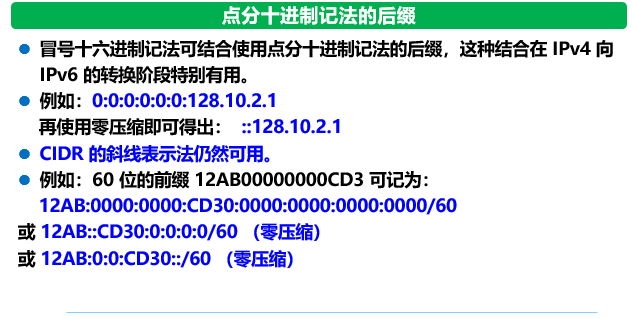 点分十进制记法的后缀
冒号十六进制记法可结合使用点分十进制记法的后缀，这种结合在 IPv4 向
IPv6 的转换阶段特别有用。
例如：0:0:0:0:0:0:128.10.2.1
再使用零压缩即可得出： ::128.10.2.1
CIDR 的斜线表示法仍然可用。
例如：60 位的前缀 12AB00000000CD3 可记为：
12AB:0000:0000:CD30:0000:0000:0000:0000/60
或 12AB::CD30:0:0:0:0/60 （零压缩）
或 12AB:0:0:CD30::/60 （零压缩）